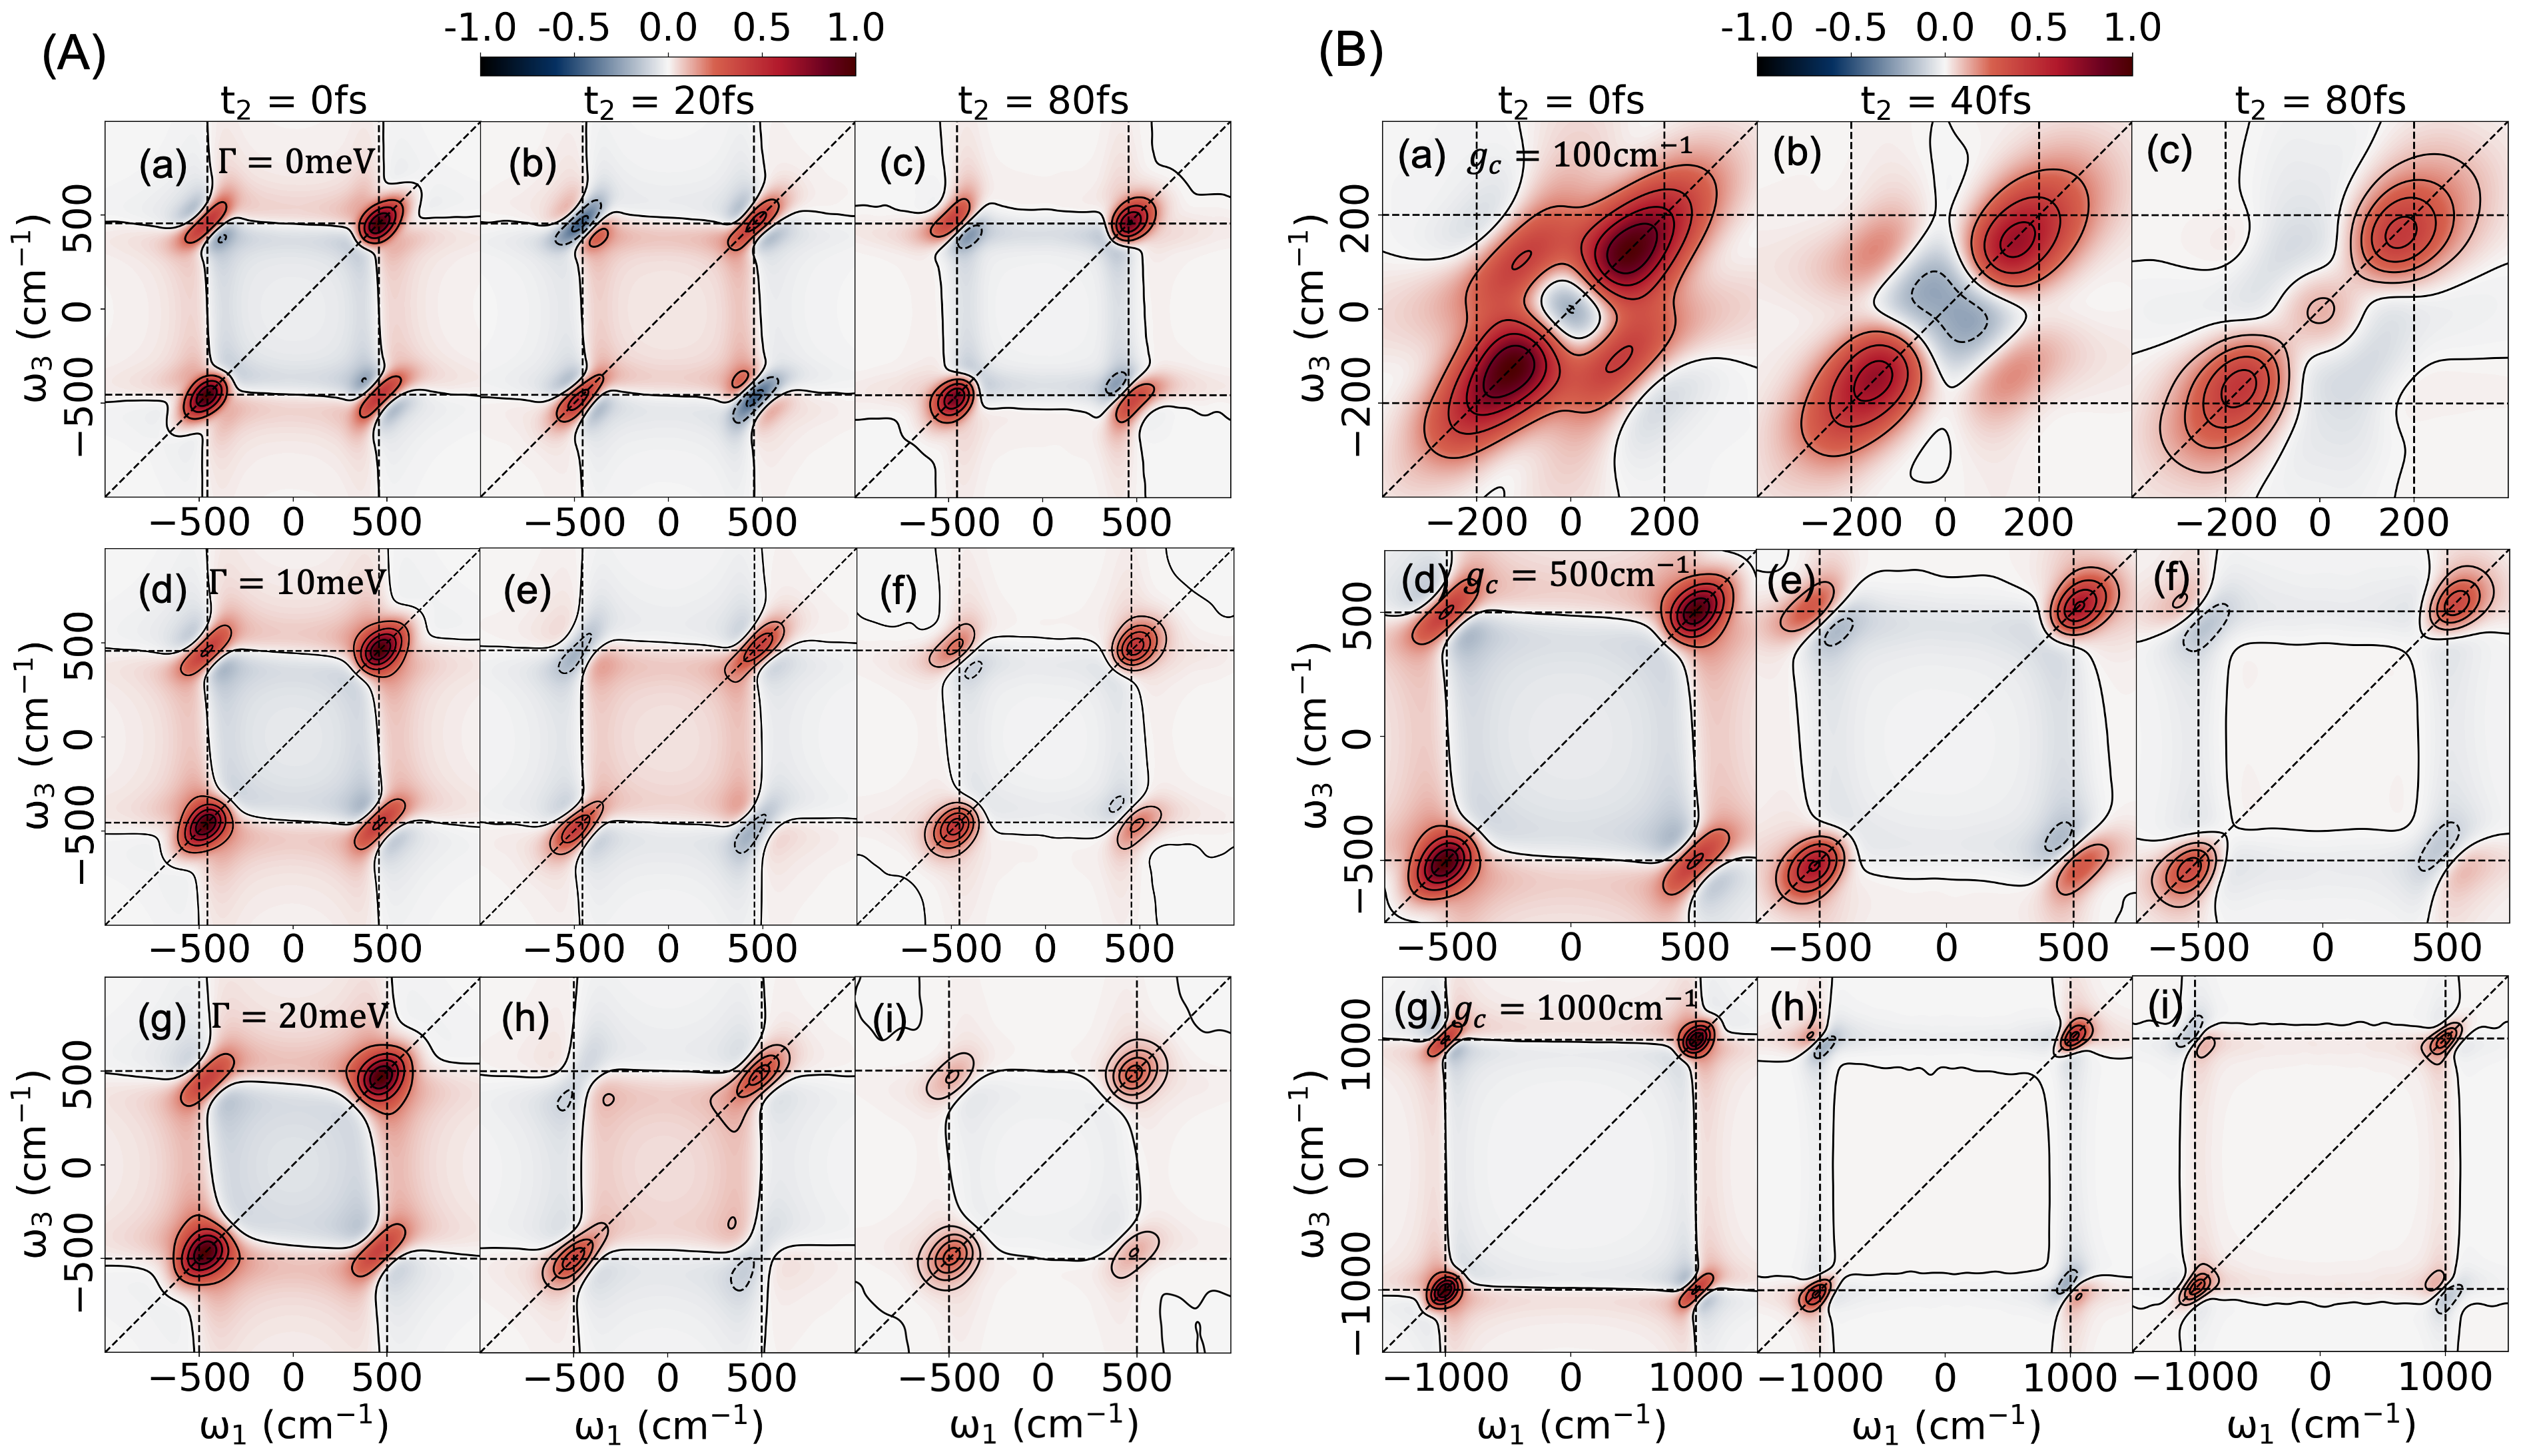 (A)
-1.0 -0.5 0.0 0.5 1.0
t₂ = 0fs t₂ = 20fs t₂ = 80fs
(a) Γ = 0meV (b) (c)
ω₃ (cm⁻¹)
500
0
−500
−500 0 500 −500 0 500 −500 0 500
(d) Γ = 10meV (e) (f)
ω₃ (cm⁻¹)
500
0
−500
−500 0 500 −500 0 500 −500 0 500
(g) Γ = 20meV (h) (i)
ω₃ (cm⁻¹)
500
0
−500
−500 0 500 −500 0 500 −500 0 500
ω₁ (cm⁻¹) ω₁ (cm⁻¹) ω₁ (cm⁻¹)
(B)
-1.0 -0.5 0.0 0.5 1.0
t₂ = 0fs t₂ = 40fs t₂ = 80fs
(a) g_c = 100cm⁻¹ (b) (c)
ω₃ (cm⁻¹)
200
0
−200
−200 0 200 −200 0 200 −200 0 200
(d) g_c = 500cm⁻¹ (e) (f)
ω₃ (cm⁻¹)
500
0
−500
−500 0 500 −500 0 500 −500 0 500
(g) g_c = 1000cm⁻¹ (h) (i)
ω₃ (cm⁻¹)
1000
0
−1000
−1000 0 1000 −1000 0 1000 −1000 0 1000
ω₁ (cm⁻¹) ω₁ (cm⁻¹) ω₁ (cm⁻¹)